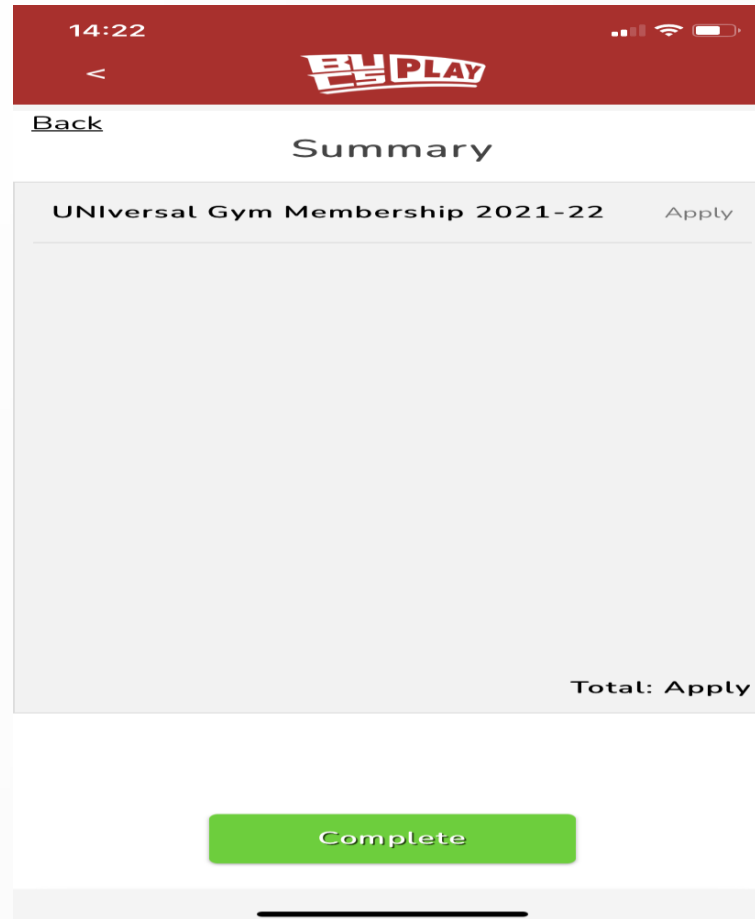 14:22
<
BUCS PLAY
Back
Summary
UNIversal Gym Membership 2021-22 Apply
Total: Apply
Complete